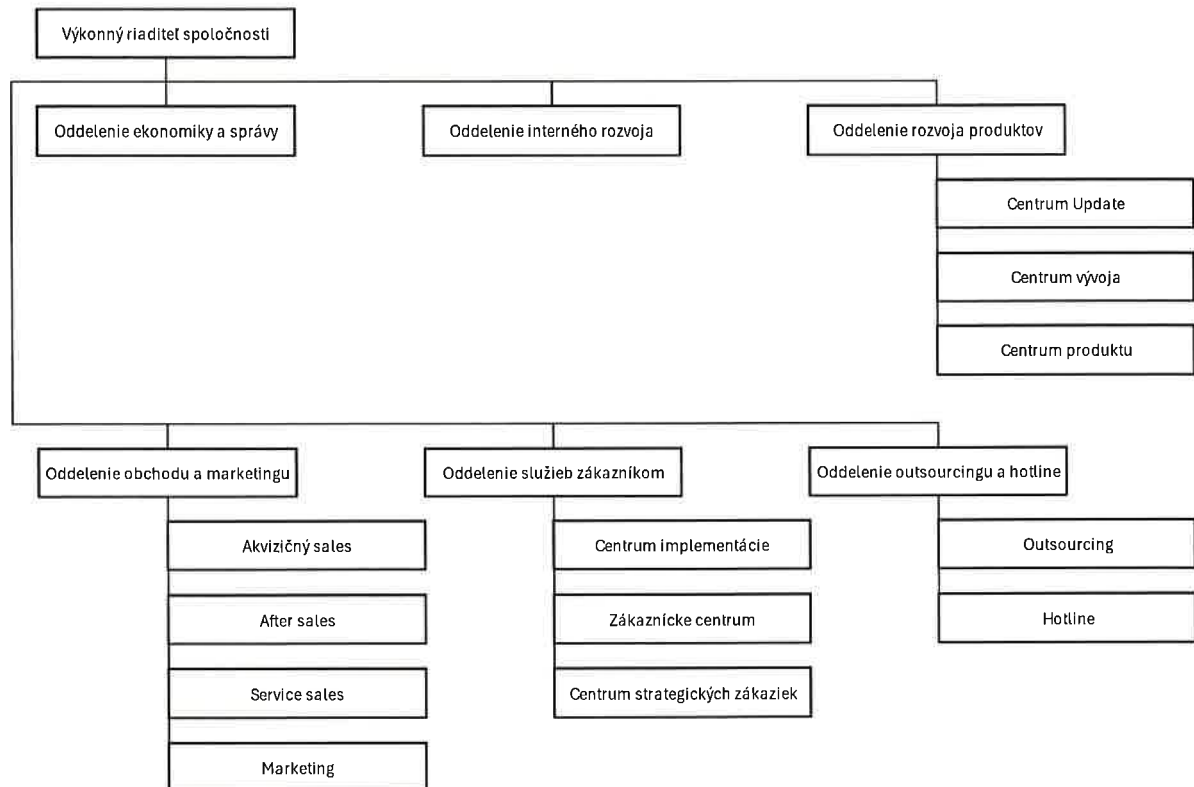 Výkonný riaditeľ spoločnosti
Oddelenie ekonomiky a správy
Oddelenie interného rozvoja
Oddelenie rozvoja produktov
Centrum Update
Centrum vývoja
Centrum produktu
Oddelenie obchodu a marketingu
Oddelenie služieb zákazníkom
Oddelenie outsourcingu a hotline
Akvizičný sales
Centrum implementácie
Outsourcing
After sales
Zákaznícke centrum
Hotline
Service sales
Centrum strategických zákaziek
Marketing